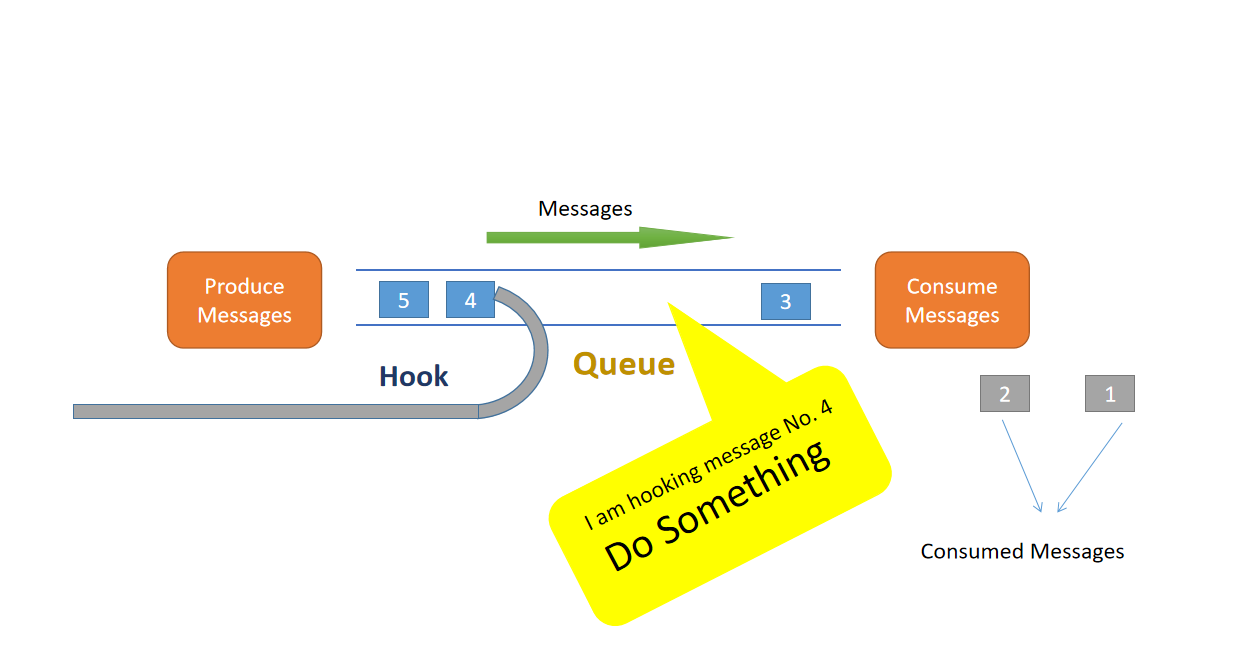 Messages
Produce
Messages
5
4
3
Consume
Messages
Hook
Queue
2
1
I am hooking message No. 4
Do Something
Consumed Messages